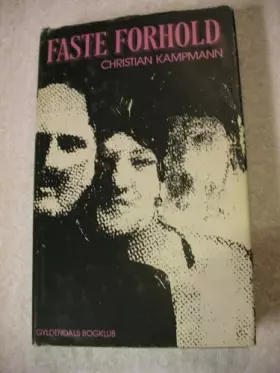 FASTE FORHOLD
CHRISTIAN KAMPMANN
GYLDENDALS BOGKLUB